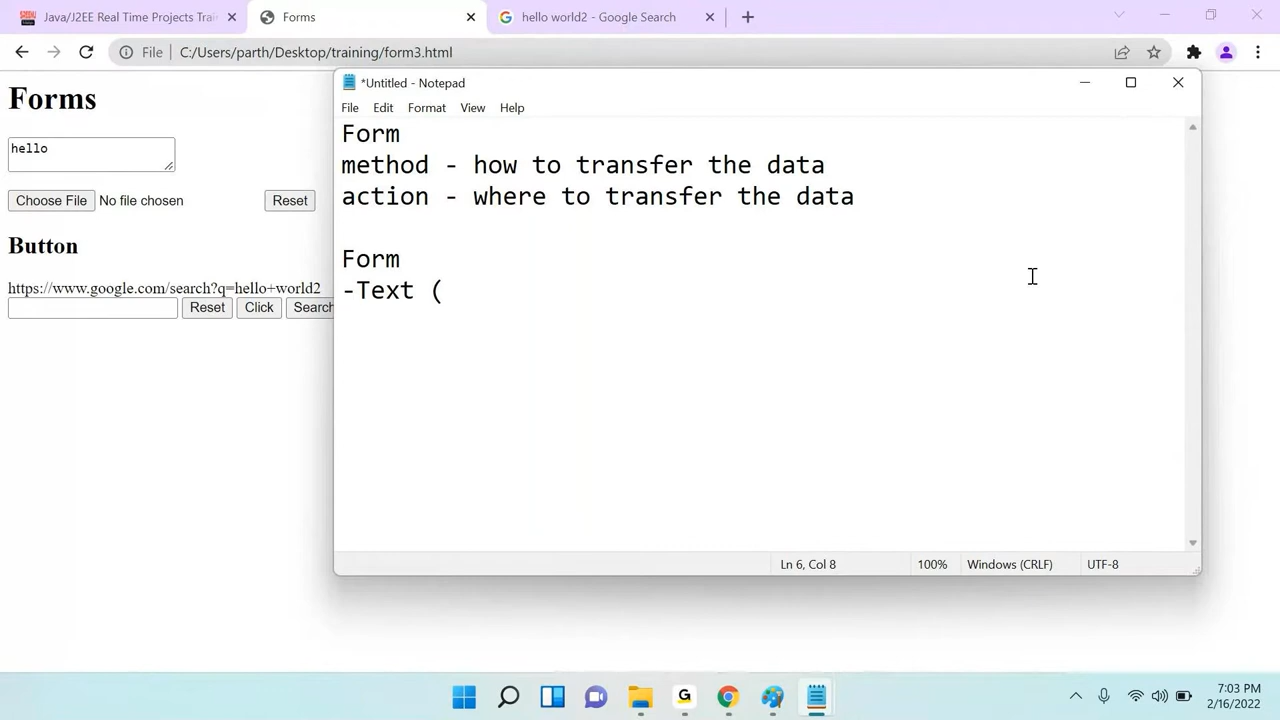 Java/J2EE Real Time Projects Trai
Forms
hello world2 - Google Search
File
C:/Users/parth/Desktop/training/form3.html
Forms
hello
Choose File No file chosen
Reset
Button
https://www.google.com/search?q=hello+world2
Reset
Click
Search
*Untitled - Notepad
File Edit Format View Help
Form
method - how to transfer the data
action - where to transfer the data
Form
-Text (
Ln 6, Col 8
100%
Windows (CRLF)
UTF-8
7:03 PM
2/16/2022